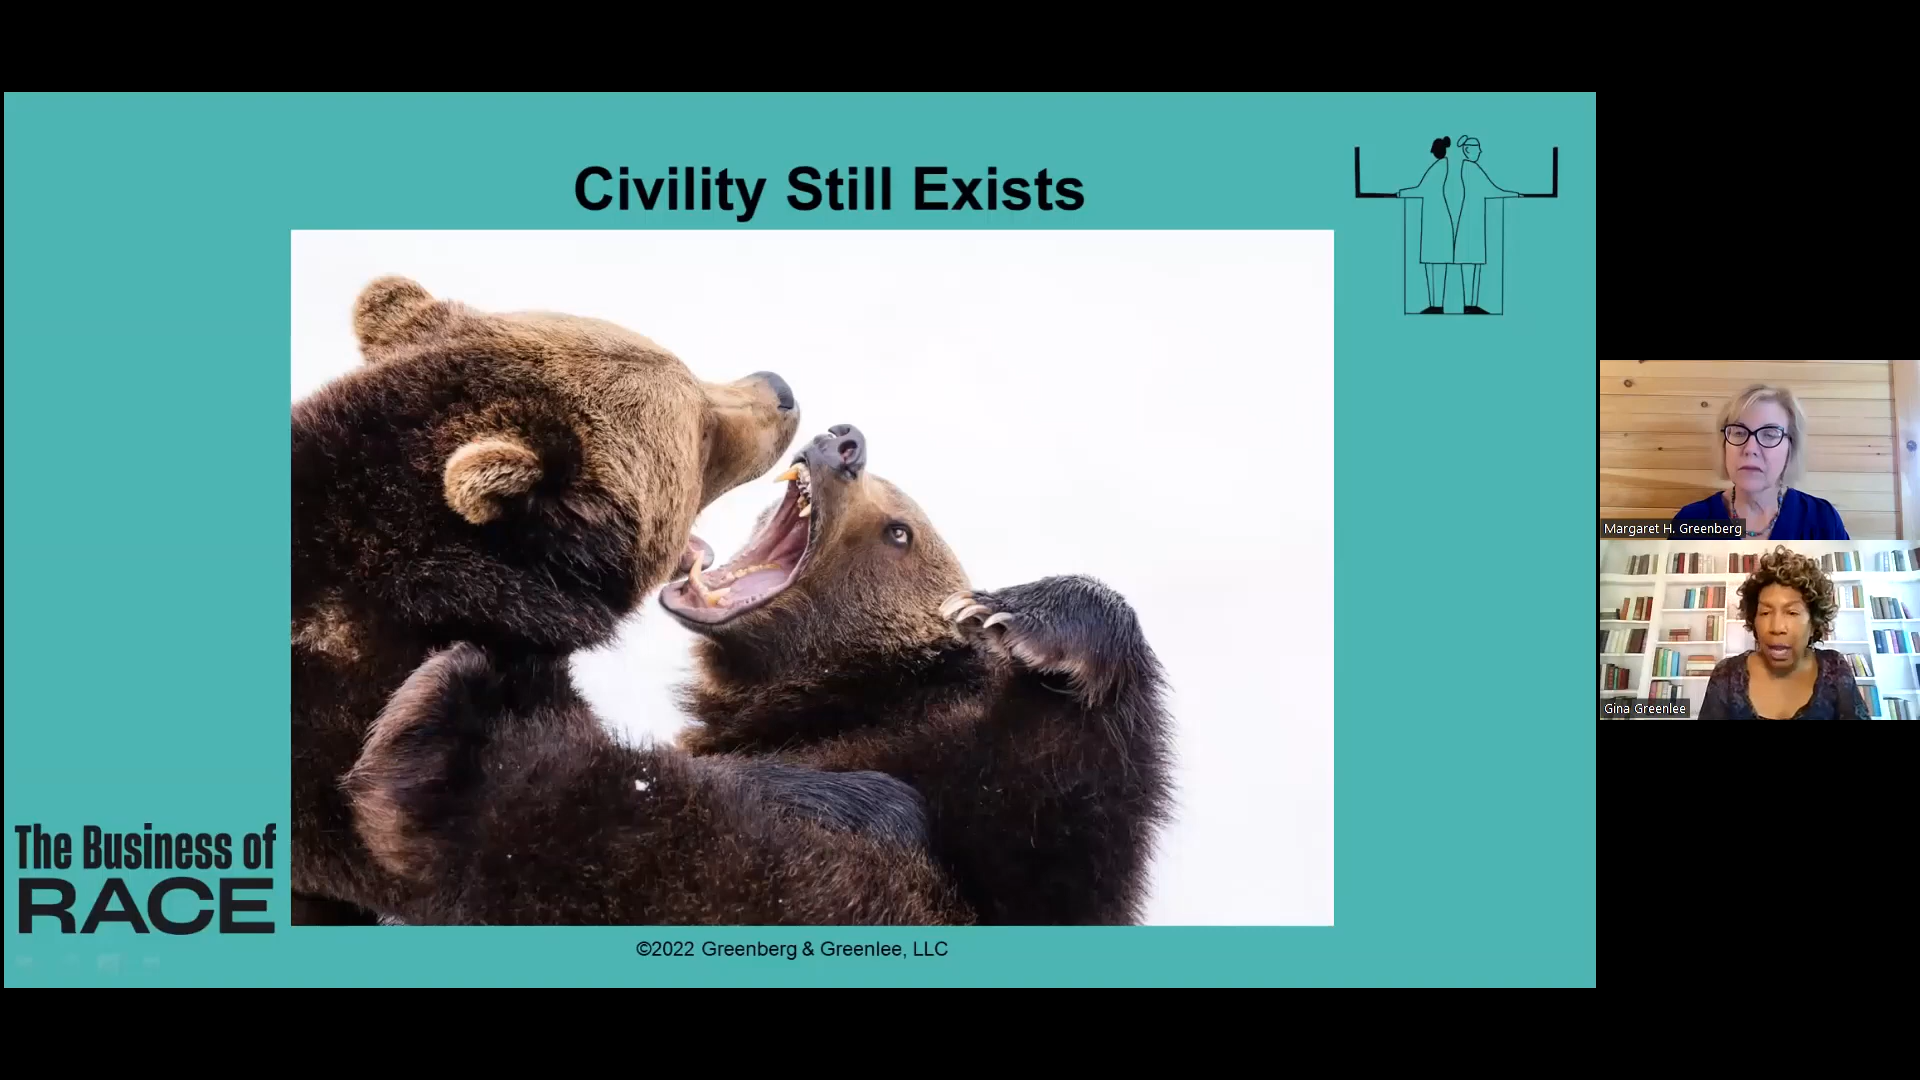 Civility Still Exists
The Business of
RACE
©2022 Greenberg & Greenlee, LLC
Margaret H. Greenberg
Gina Greenlee